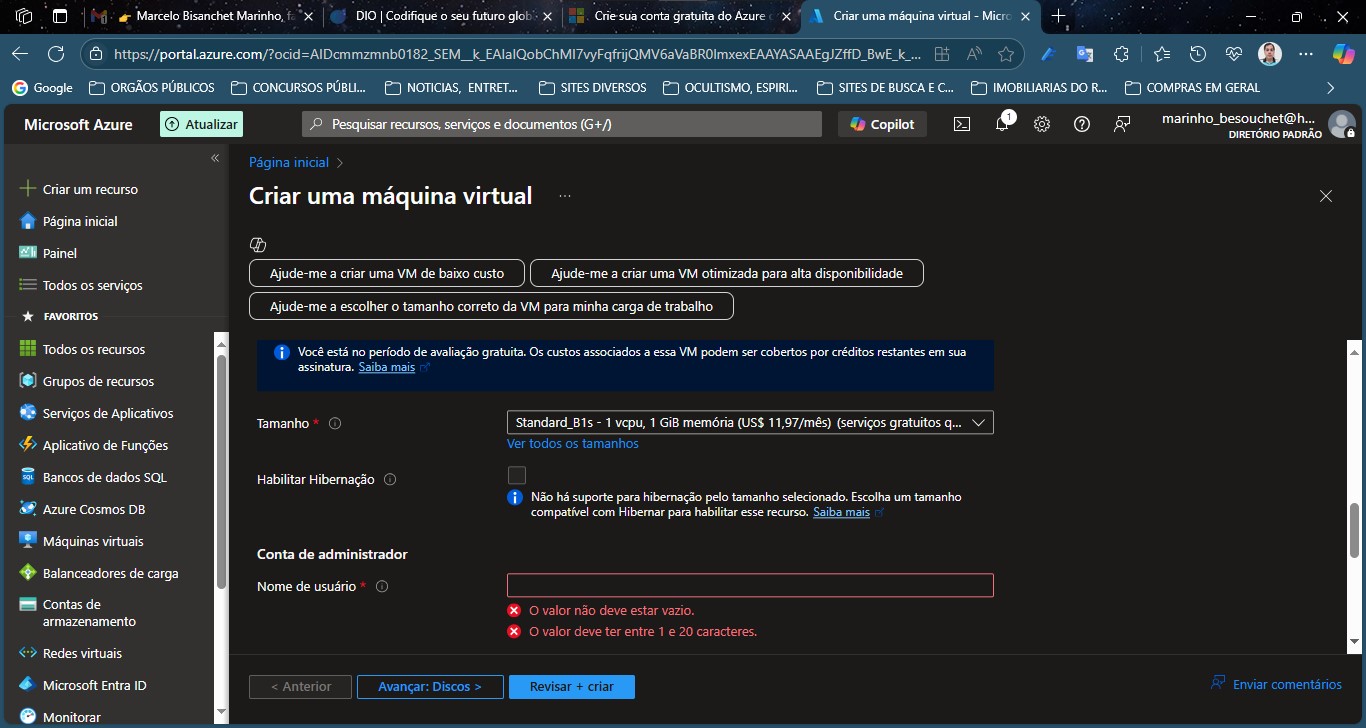 👉 Marcelo Bisanchet Marinho, fa
DIO | Codifique o seu futuro glob
Crie sua conta gratuita do Azure
Criar uma máquina virtual - Micro
https://portal.azure.com/?ocid=AIDcmmzmnb0182_SEM__k_EAIaIQobChMI7vyFqfrijQMV6aVaBR0ImxexEAAYASAAEgJZffD_BwE_k_...
Google
ORGÃOS PÚBLICOS
CONCURSOS PÚBLI...
NOTICIAS, ENTRET...
SITES DIVERSOS
OCULTISMO, ESPIRI...
SITES DE BUSCA E C...
IMOBILIARIAS DO R...
COMPRAS EM GERAL
Microsoft Azure
Atualizar
Pesquisar recursos, serviços e documentos (G+/)
Copilot
1
marinho_besouchet@h...
DIRETÓRIO PADRÃO
Criar um recurso
Página inicial
Painel
Todos os serviços
FAVORITOS
Todos os recursos
Grupos de recursos
Serviços de Aplicativos
Aplicativo de Funções
Bancos de dados SQL
Azure Cosmos DB
Máquinas virtuais
Balanceadores de carga
Contas de
armazenamento
Redes virtuais
Microsoft Entra ID
Monitorar
Página inicial >
Criar uma máquina virtual ...
Ajude-me a criar uma VM de baixo custo
Ajude-me a criar uma VM otimizada para alta disponibilidade
Ajude-me a escolher o tamanho correto da VM para minha carga de trabalho
Você está no período de avaliação gratuita. Os custos associados a essa VM podem ser cobertos por créditos restantes em sua
assinatura. Saiba mais
Tamanho *
Standard_B1s - 1 vcpu, 1 GiB memória (US$ 11,97/mês) (serviços gratuitos q...
Ver todos os tamanhos
Habilitar Hibernação
Não há suporte para hibernação pelo tamanho selecionado. Escolha um tamanho
compatível com Hibernar para habilitar esse recurso. Saiba mais
Conta de administrador
Nome de usuário *
O valor não deve estar vazio.
O valor deve ter entre 1 e 20 caracteres.
< Anterior
Avançar: Discos >
Revisar + criar
Enviar comentários